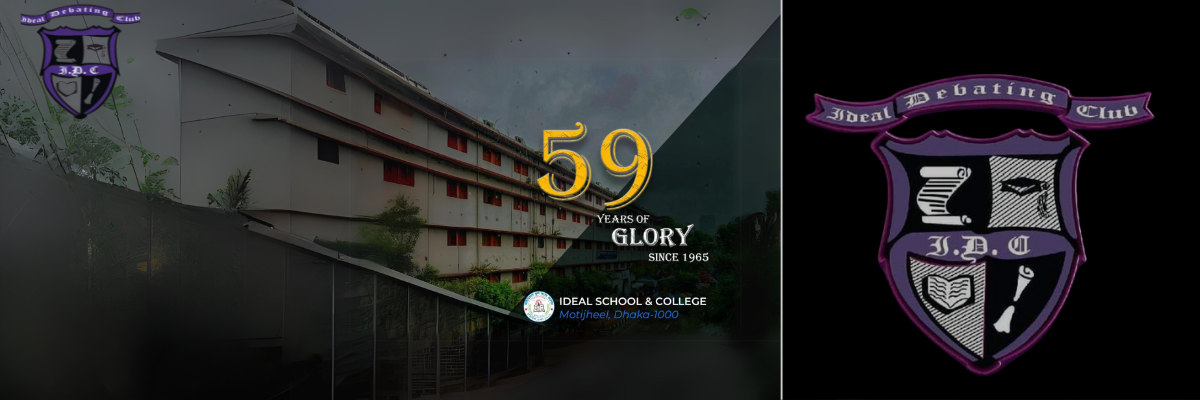 Ideal Debating Club
I.D.C
59
YEARS OF
GLORY
SINCE 1965
IDEAL SCHOOL & COLLEGE
Motijheel, Dhaka-1000
Ideal Debating Club
I.D.C